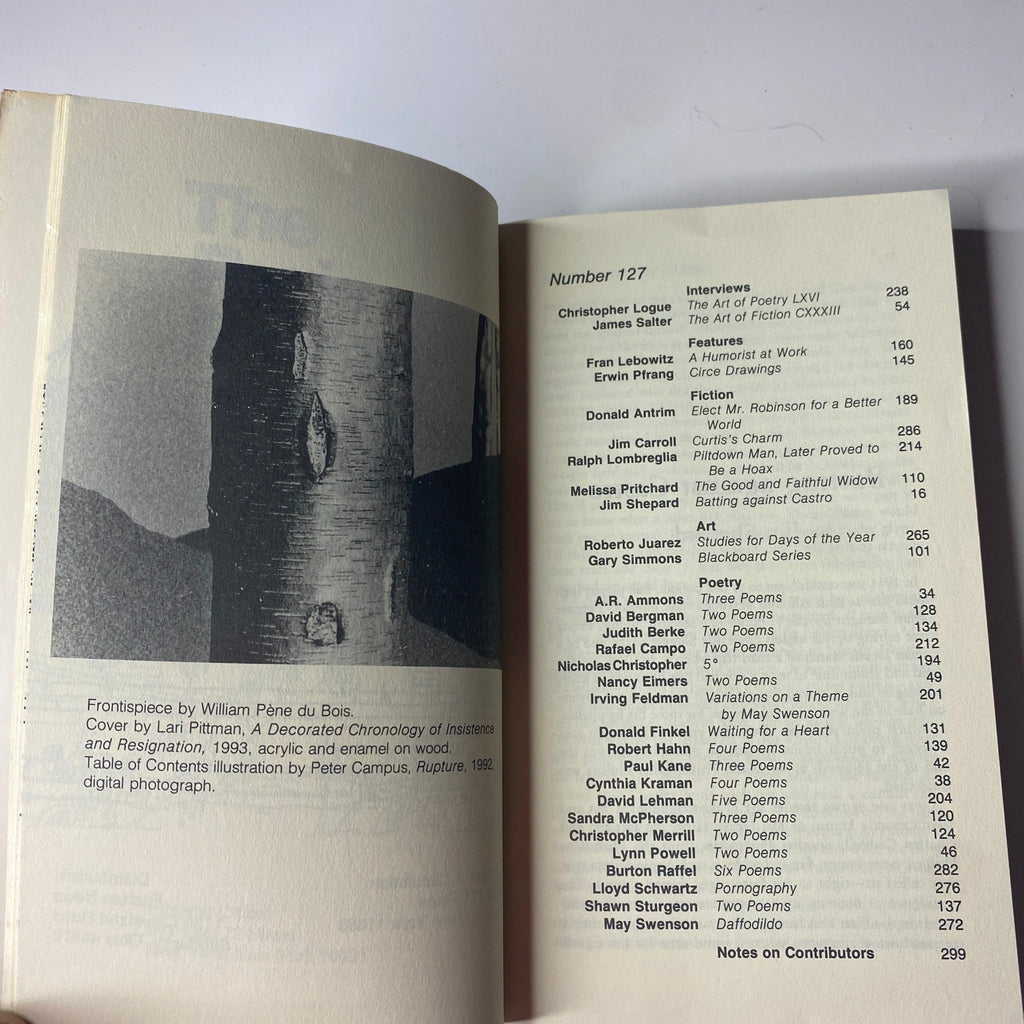 Frontispiece by William Pène du Bois.
Cover by Lari Pittman, A Decorated Chronology of Insistence
and Resignation, 1993, acrylic and enamel on wood.
Table of Contents illustration by Peter Campus, Rupture, 1992,
digital photograph.
Number 127
Interviews
Christopher Logue The Art of Poetry LXVI 238
James Salter The Art of Fiction CXXXIII 54
Features
Fran Lebowitz A Humorist at Work 160
Erwin Pfrang Circe Drawings 145
Fiction
Donald Antrim Elect Mr. Robinson for a Better 189
World
Jim Carroll Curtis's Charm 286
Ralph Lombreglia Piltdown Man, Later Proved to 214
Be a Hoax
Melissa Pritchard The Good and Faithful Widow 110
Jim Shepard Batting against Castro 16
Art
Roberto Juarez Studies for Days of the Year 265
Gary Simmons Blackboard Series 101
Poetry
A.R. Ammons Three Poems 34
David Bergman Two Poems 128
Judith Berke Two Poems 134
Rafael Campo Two Poems 212
Nicholas Christopher 5° 194
Nancy Eimers Two Poems 49
Irving Feldman Variations on a Theme 201
by May Swenson
Donald Finkel Waiting for a Heart 131
Robert Hahn Four Poems 139
Paul Kane Three Poems 42
Cynthia Kraman Four Poems 38
David Lehman Five Poems 204
Sandra McPherson Three Poems 120
Christopher Merrill Two Poems 124
Lynn Powell Two Poems 46
Burton Raffel Six Poems 282
Lloyd Schwartz Pornography 276
Shawn Sturgeon Two Poems 137
May Swenson Daffodildo 272
Notes on Contributors 299